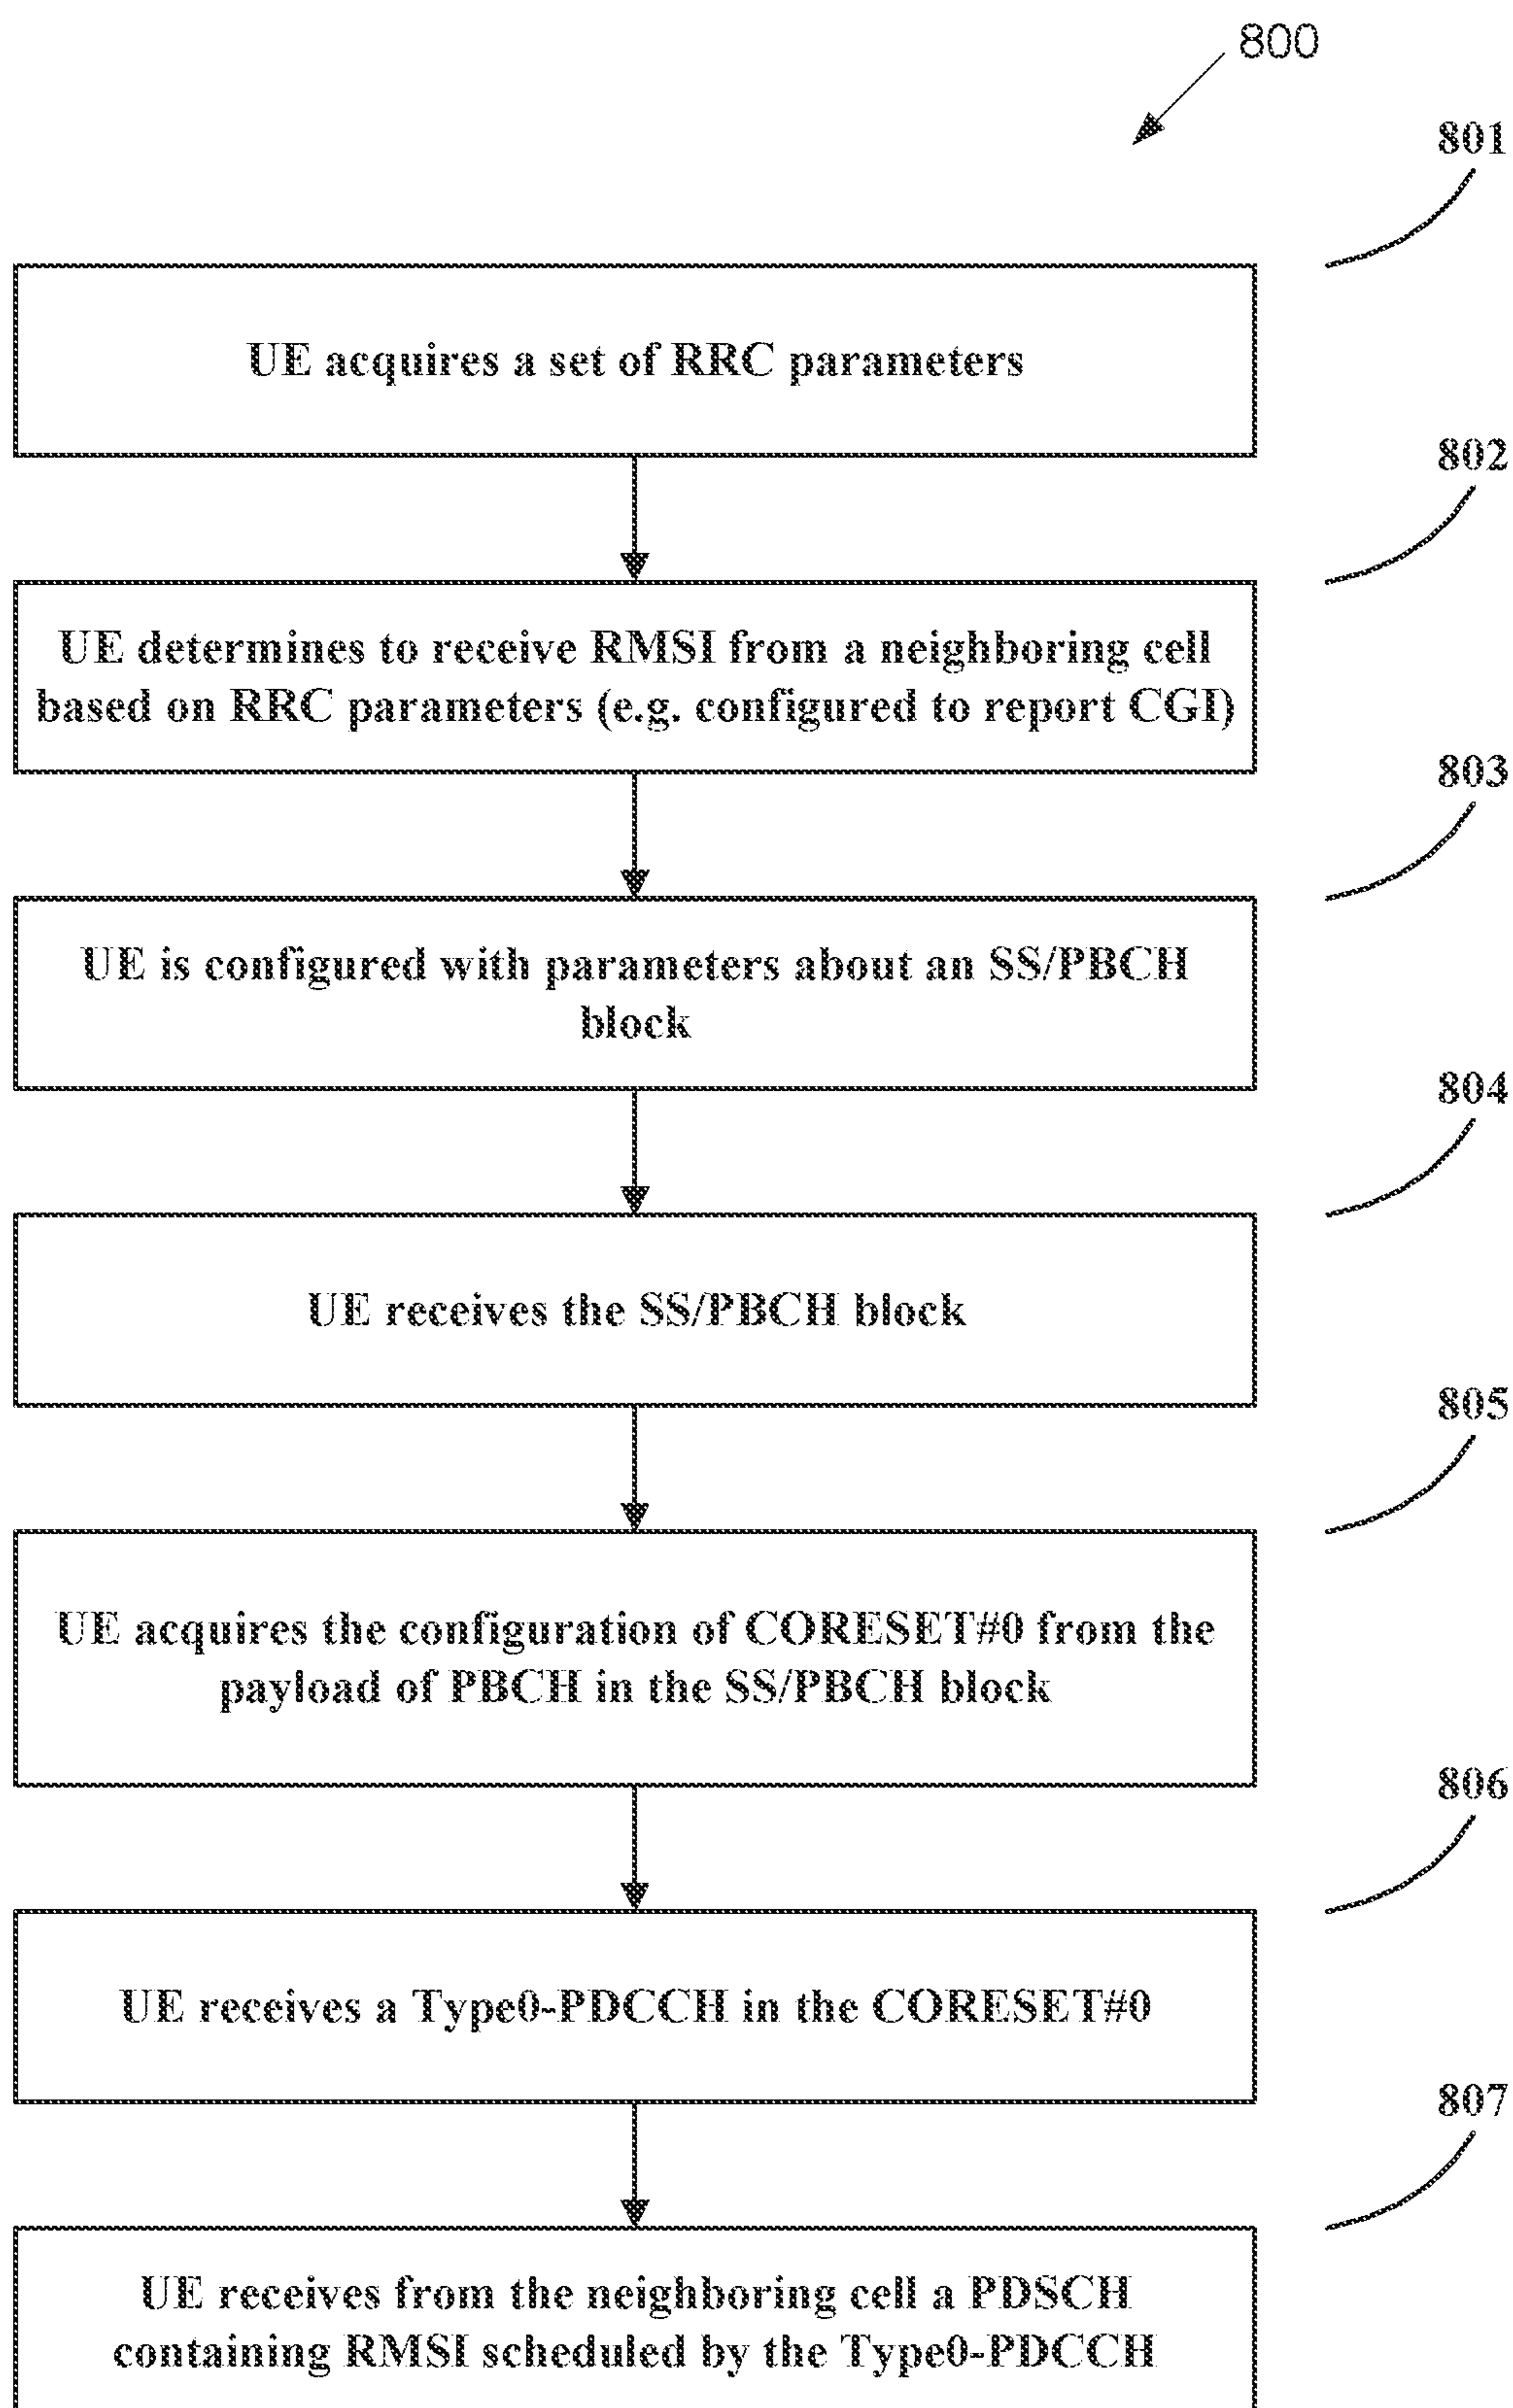 800
801
UE acquires a set of RRC parameters
802
UE determines to receive RMSI from a neighboring cell
based on RRC parameters (e.g. configured to report CGI)
803
UE is configured with parameters about an SS/PBCH
block
804
UE receives the SS/PBCH block
805
UE acquires the configuration of CORESET#0 from the
payload of PBCH in the SS/PBCH block
806
UE receives a Type0-PDCCH in the CORESET#0
807
UE receives from the neighboring cell a PDSCH
containing RMSI scheduled by the Type0-PDCCH